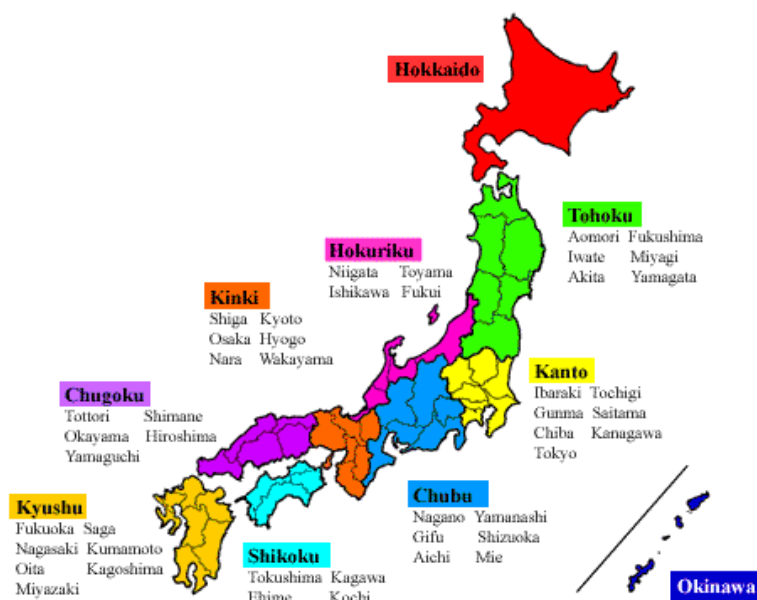 Hokkaido
Tohoku
Aomori Fukushima
Iwate Miyagi
Akita Yamagata
Hokuriku
Niigata Toyama
Ishikawa Fukui
Kinki
Shiga Kyoto
Osaka Hyogo
Nara Wakayama
Kanto
Ibaraki Tochigi
Gunma Saitama
Chiba Kanagawa
Tokyo
Chugoku
Tottori Shimane
Okayama Hiroshima
Yamaguchi
Chubu
Nagano Yamanashi
Gifu Shizuoka
Aichi Mie
Kyushu
Fukuoka Saga
Nagasaki Kumamoto
Oita Kagoshima
Miyazaki
Shikoku
Tokushima Kagawa
Ehime Kochi
Okinawa